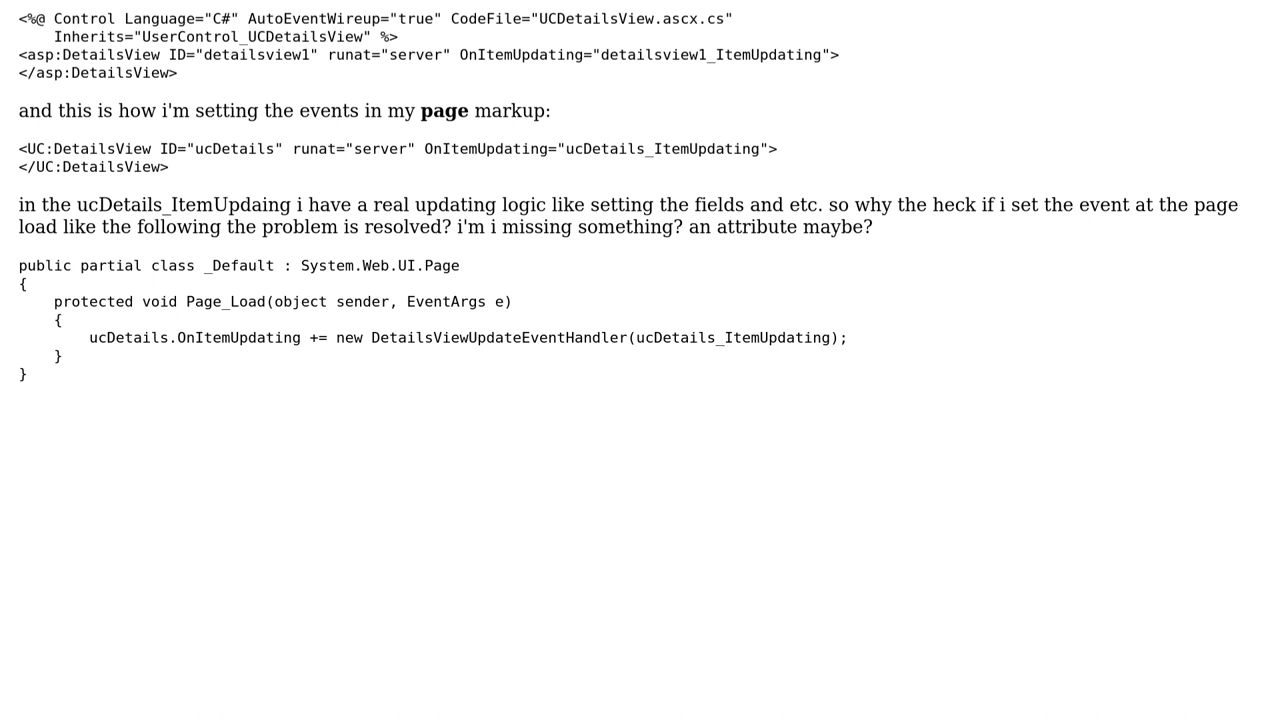 <%@ Control Language="C#" AutoEventWireup="true" CodeFile="UCDetailsView.ascx.cs"
    Inherits="UserControl_UCDetailsView" %>
<asp:DetailsView ID="detailsview1" runat="server" OnItemUpdating="detailsview1_ItemUpdating">
</asp:DetailsView>
and this is how i'm setting the events in my page markup:
<UC:DetailsView ID="ucDetails" runat="server" OnItemUpdating="ucDetails_ItemUpdating">
</UC:DetailsView>
in the ucDetails_ItemUpdaing i have a real updating logic like setting the fields and etc. so why the heck if i set the event at the page
load like the following the problem is resolved? i'm i missing something? an attribute maybe?
public partial class _Default : System.Web.UI.Page
{
    protected void Page_Load(object sender, EventArgs e)
    {
        ucDetails.OnItemUpdating += new DetailsViewUpdateEventHandler(ucDetails_ItemUpdating);
    }
}